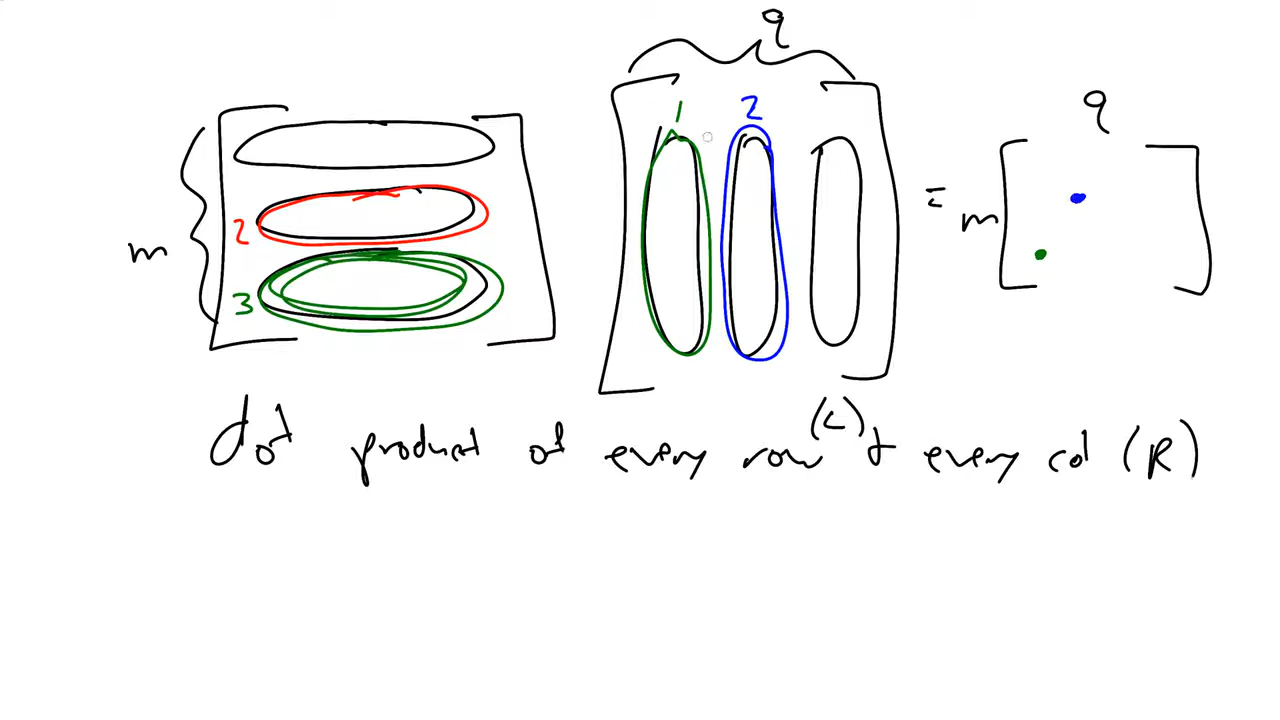 q
1 2
q
2
m
= m
3
dot product of every row (L) & every col (R)